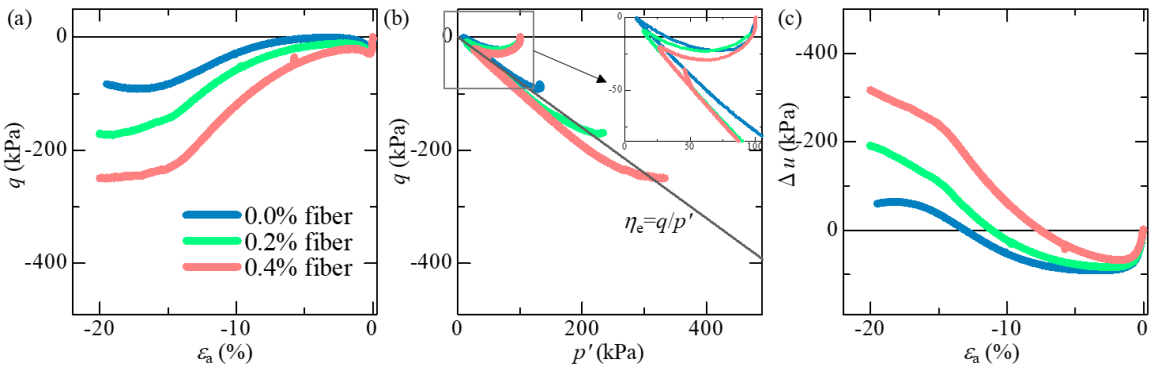 (a)
0
-200
-400
q (kPa)
0.0% fiber
0.2% fiber
0.4% fiber
-20
-10
0
εa (%)
(b)
0
-200
-400
q (kPa)
0
-50
0
50
100
ηe=q/p′
0
200
400
p′ (kPa)
(c)
-400
-200
0
Δu (kPa)
-20
-10
0
εa (%)